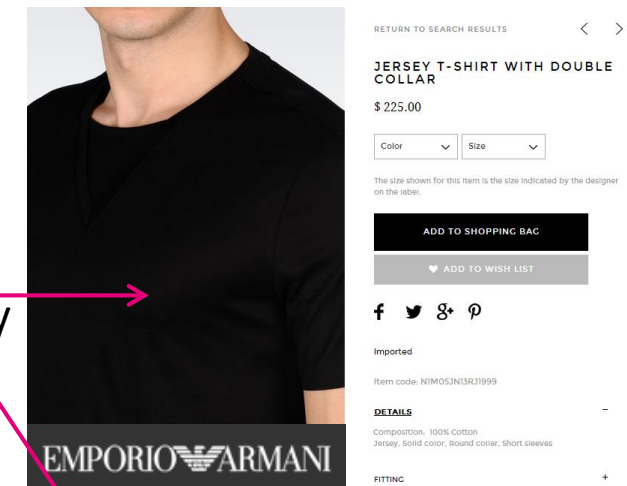 RETURN TO SEARCH RESULTS
JERSEY T-SHIRT WITH DOUBLE
COLLAR
$ 225.00
Color
Size
The size shown for this item is the size indicated by the designer
on the label.
ADD TO SHOPPING BAG
ADD TO WISH LIST
Imported
Item code: N1M05JN13RJ1999
DETAILS
Composition: 100% Cotton
Jersey, Solid color, Round collar, Short sleeves
FITTING
y
EMPORIO ARMANI